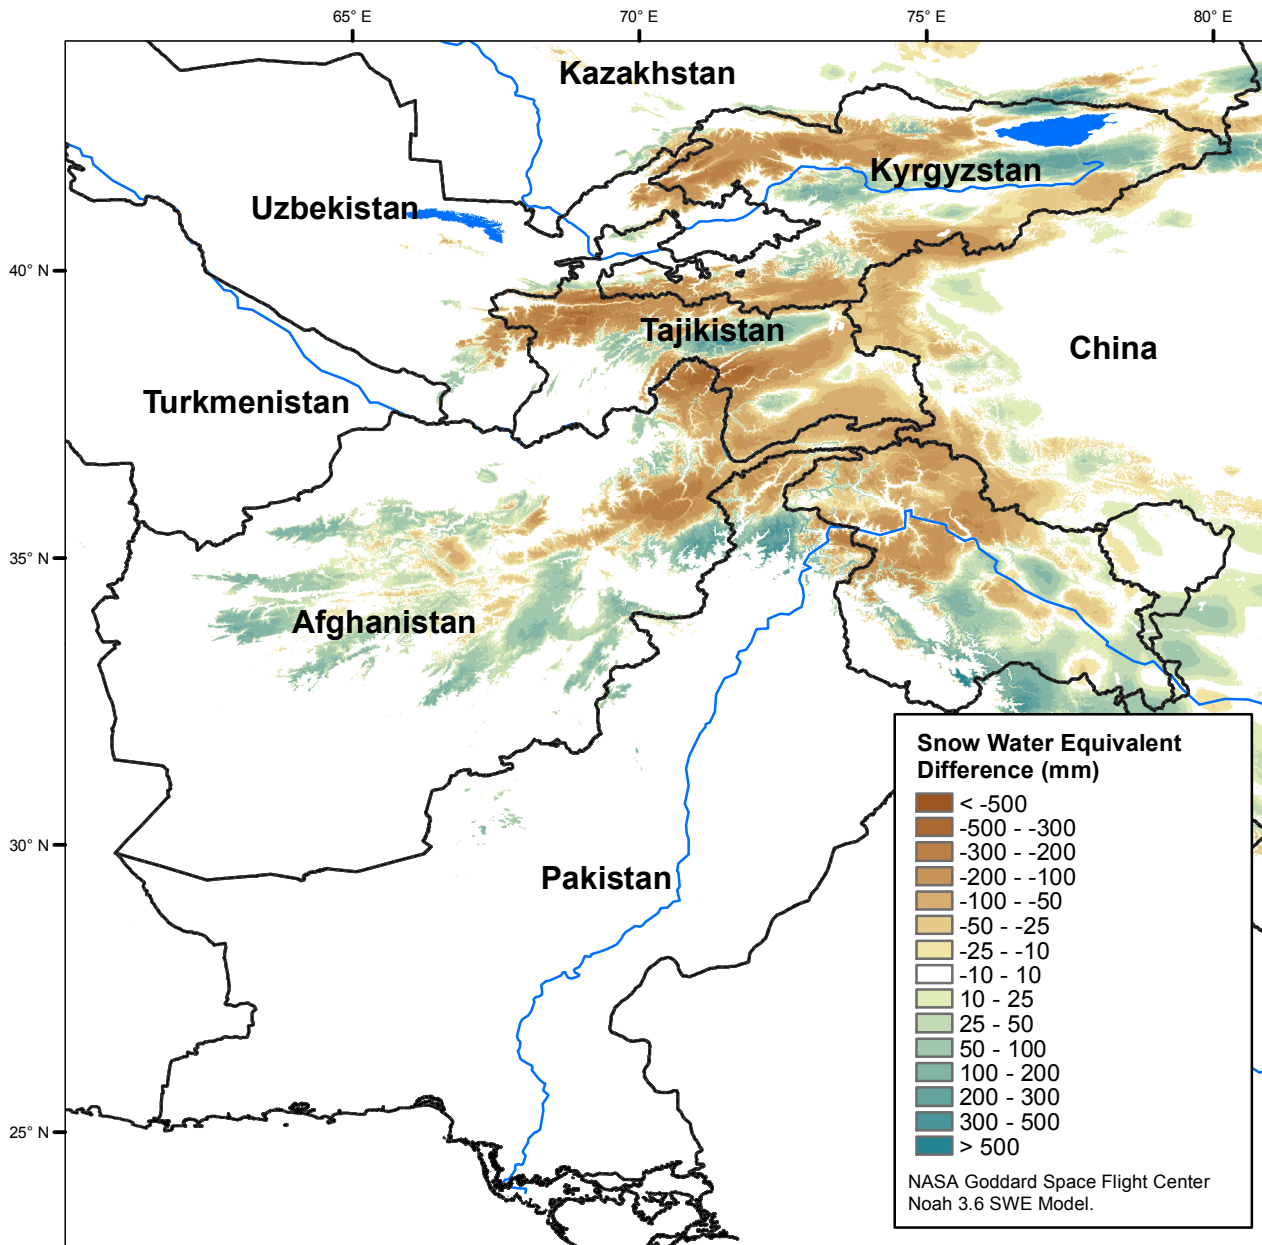 65° E
70° E
75° E
80° E
Kazakhstan
Kyrgyzstan
Uzbekistan
40° N
Tajikistan
China
Turkmenistan
35° N
Afghanistan
30° N
Pakistan
25° N
Snow Water Equivalent
Difference (mm)
< -500
-500 - -300
-300 - -200
-200 - -100
-100 - -50
-50 - -25
-25 - -10
-10 - 10
10 - 25
25 - 50
50 - 100
100 - 200
200 - 300
300 - 500
> 500
NASA Goddard Space Flight Center
Noah 3.6 SWE Model.